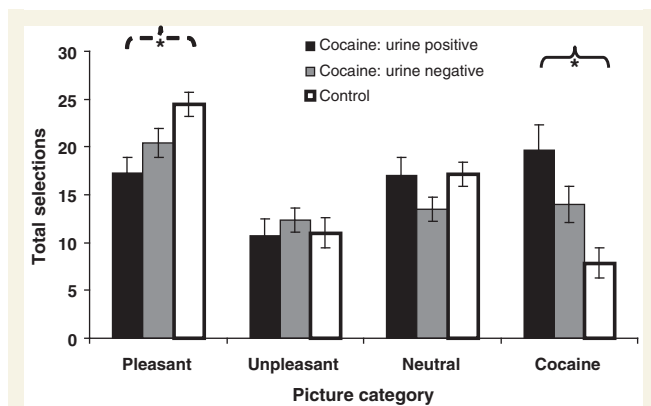 30
25
20
15
10
5
0
Total selections
*
Cocaine: urine positive
Cocaine: urine negative
Control
*
Pleasant Unpleasant Neutral Cocaine
Picture category